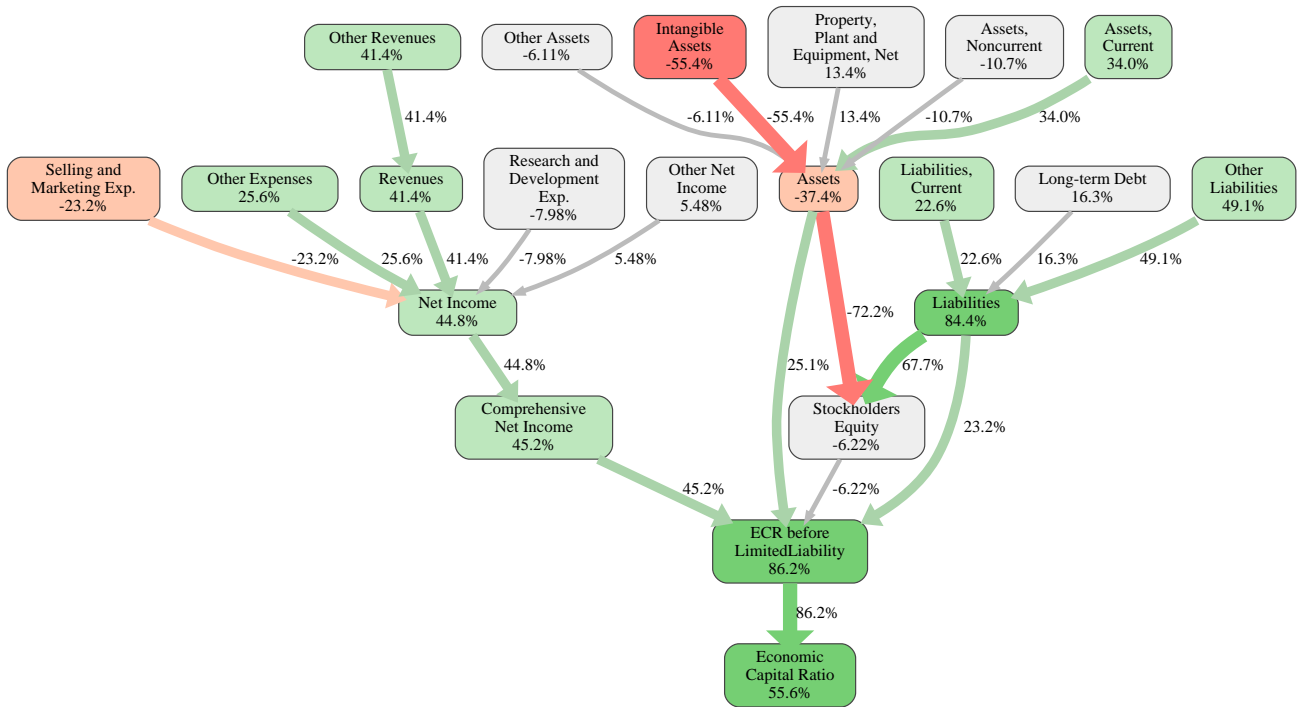 Other Revenues
41.4%
Other Assets
-6.11%
Intangible
Assets
-55.4%
Property,
Plant and
Equipment, Net
13.4%
Assets,
Noncurrent
-10.7%
Assets,
Current
34.0%
41.4%
-6.11%
-55.4%
13.4%
-10.7%
34.0%
Selling and
Marketing Exp.
-23.2%
Other Expenses
25.6%
Revenues
41.4%
Research and
Development
Exp.
-7.98%
Other Net
Income
5.48%
Assets
-37.4%
Liabilities,
Current
22.6%
Long-term Debt
16.3%
Other
Liabilities
49.1%
-23.2%
25.6%
41.4%
-7.98%
5.48%
22.6%
16.3%
49.1%
Net Income
44.8%
-72.2%
Liabilities
84.4%
44.8%
25.1%
67.7%
Comprehensive
Net Income
45.2%
Stockholders
Equity
-6.22%
23.2%
45.2%
-6.22%
ECR before
LimitedLiability
86.2%
86.2%
Economic
Capital Ratio
55.6%